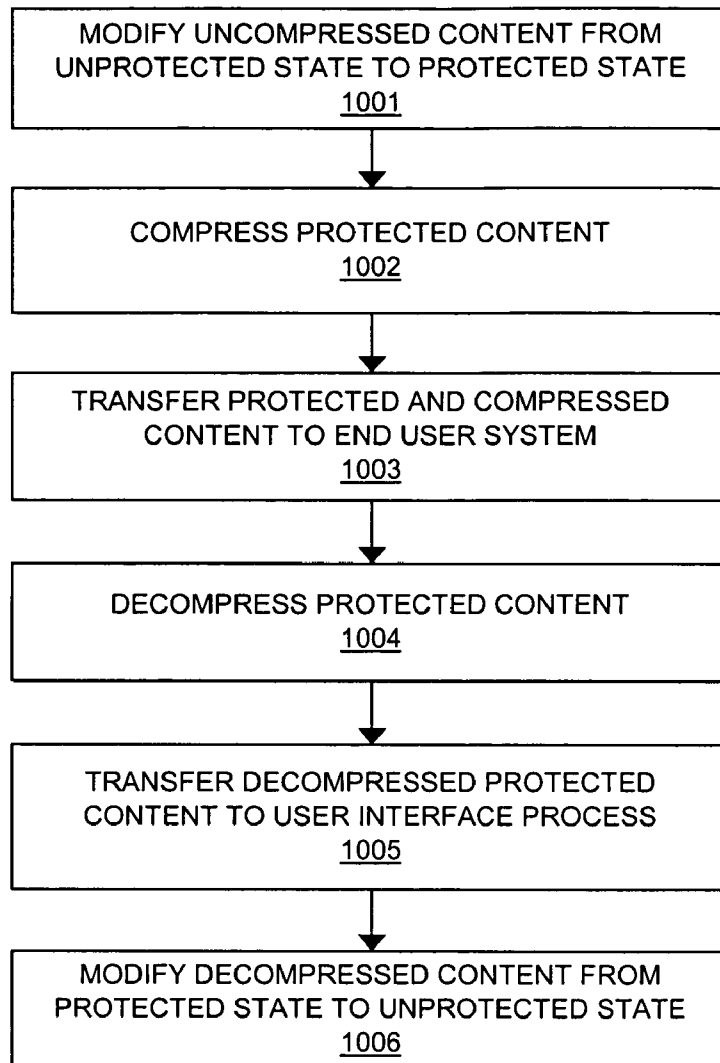 MODIFY UNCOMPRESSED CONTENT FROM
UNPROTECTED STATE TO PROTECTED STATE
1001
COMPRESS PROTECTED CONTENT
1002
TRANSFER PROTECTED AND COMPRESSED
CONTENT TO END USER SYSTEM
1003
DECOMPRESS PROTECTED CONTENT
1004
TRANSFER DECOMPRESSED PROTECTED
CONTENT TO USER INTERFACE PROCESS
1005
MODIFY DECOMPRESSED CONTENT FROM
PROTECTED STATE TO UNPROTECTED STATE
1006